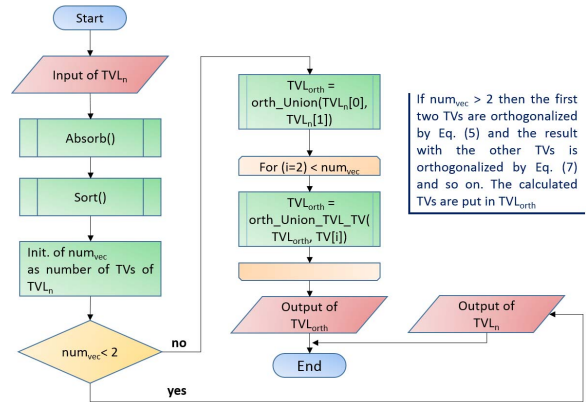 Start
Input of TVLn
Absorb()
Sort()
Init. of numvec
as number of TVs of
TVLn
numvec< 2
no
yes
TVLorth =
orth_Union(TVLn[0],
TVLn[1])
For (i=2) < numvec
TVLorth =
orth_Union_TVL_TV(
TVLorth, TV[i])
Output of
TVLorth
End
Output of
TVLn
If numvec > 2 then the first
two TVs are orthogonalized
by Eq. (5) and the result
with the other TVs is
orthogonalized by Eq. (7)
and so on. The calculated
TVs are put in TVLorth